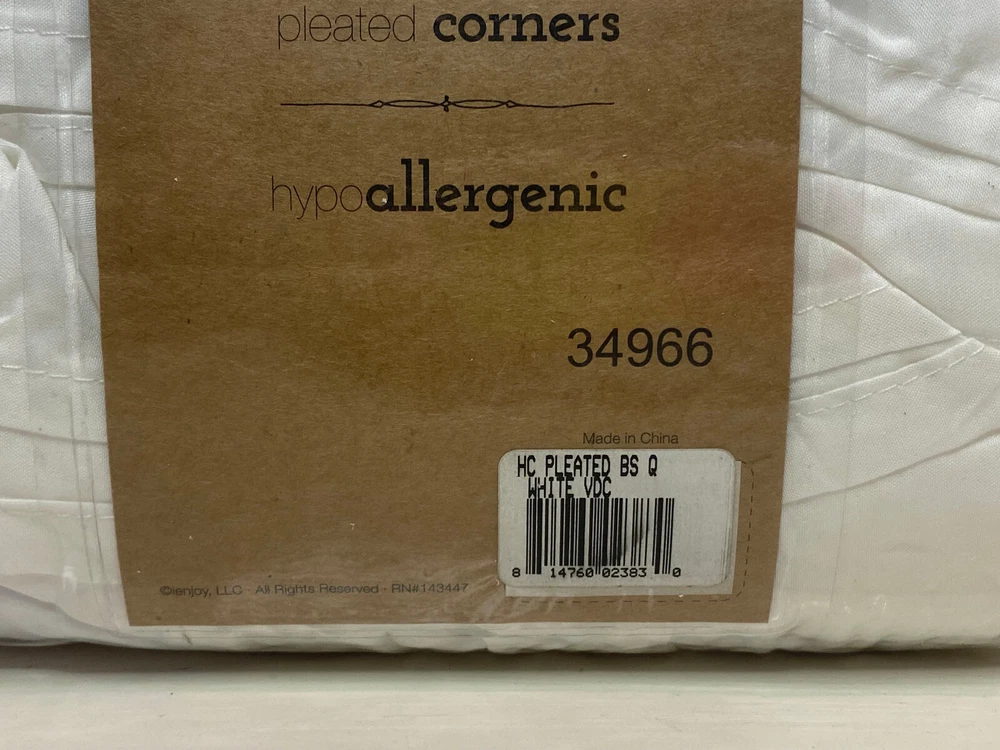 pleated corners
hypoallergenic
34966
Made in China
HC PLEATED BS Q
WHITE VDC
8 14760 02383 0
©ienjoy, LLC · All Rights Reserved · RN#143447